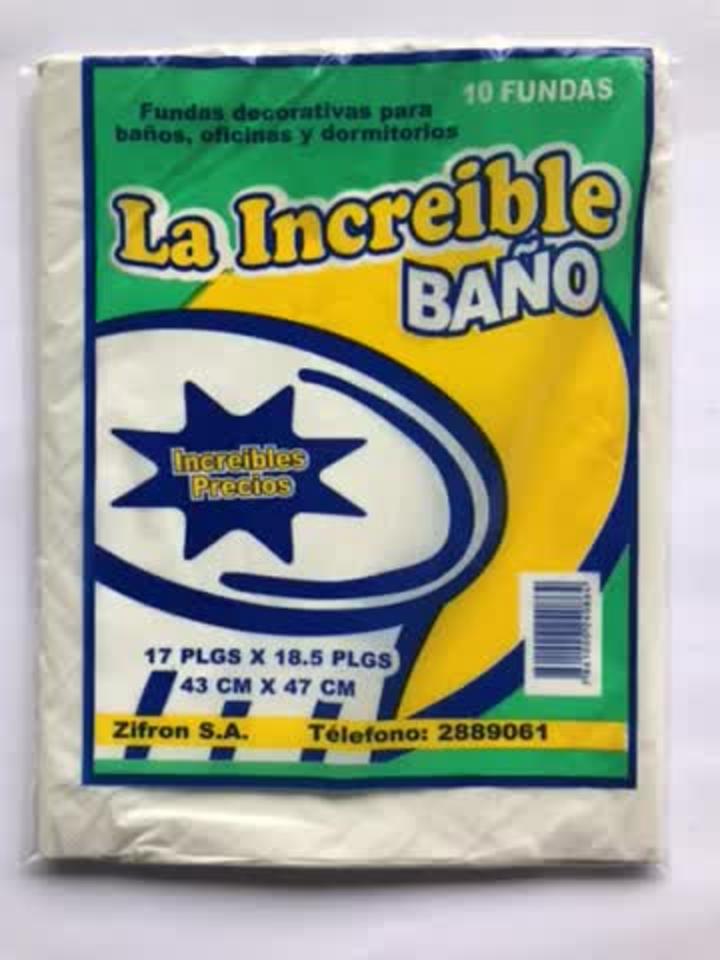 10 FUNDAS
Fundas decorativas para
baños, oficinas y dormitorios
La Increible
BAÑO
Increibles
Precios
17 PLGS X 18.5 PLGS
43 CM X 47 CM
Zifron S.A. Télefono: 2889061